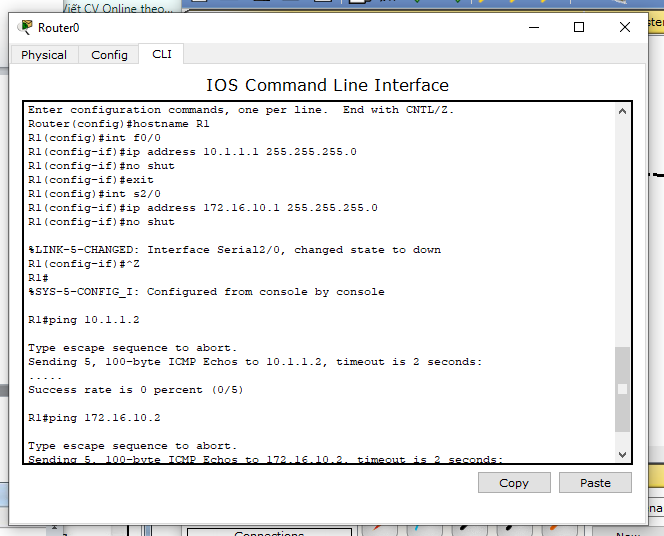 Viết CV Online theo...
Router0
Physical
Config
CLI
IOS Command Line Interface
Enter configuration commands, one per line.  End with CNTL/Z.
Router(config)#hostname R1
R1(config)#int f0/0
R1(config-if)#ip address 10.1.1.1 255.255.255.0
R1(config-if)#no shut
R1(config-if)#exit
R1(config)#int s2/0
R1(config-if)#ip address 172.16.10.1 255.255.255.0
R1(config-if)#no shut
%LINK-5-CHANGED: Interface Serial2/0, changed state to down
R1(config-if)#^Z
R1#
%SYS-5-CONFIG_I: Configured from console by console
R1#ping 10.1.1.2
Type escape sequence to abort.
Sending 5, 100-byte ICMP Echos to 10.1.1.2, timeout is 2 seconds:
.....
Success rate is 0 percent (0/5)
R1#ping 172.16.10.2
Type escape sequence to abort.
Sending 5, 100-byte ICMP Echos to 172.16.10.2, timeout is 2 seconds:
Copy
Paste
Connections
New